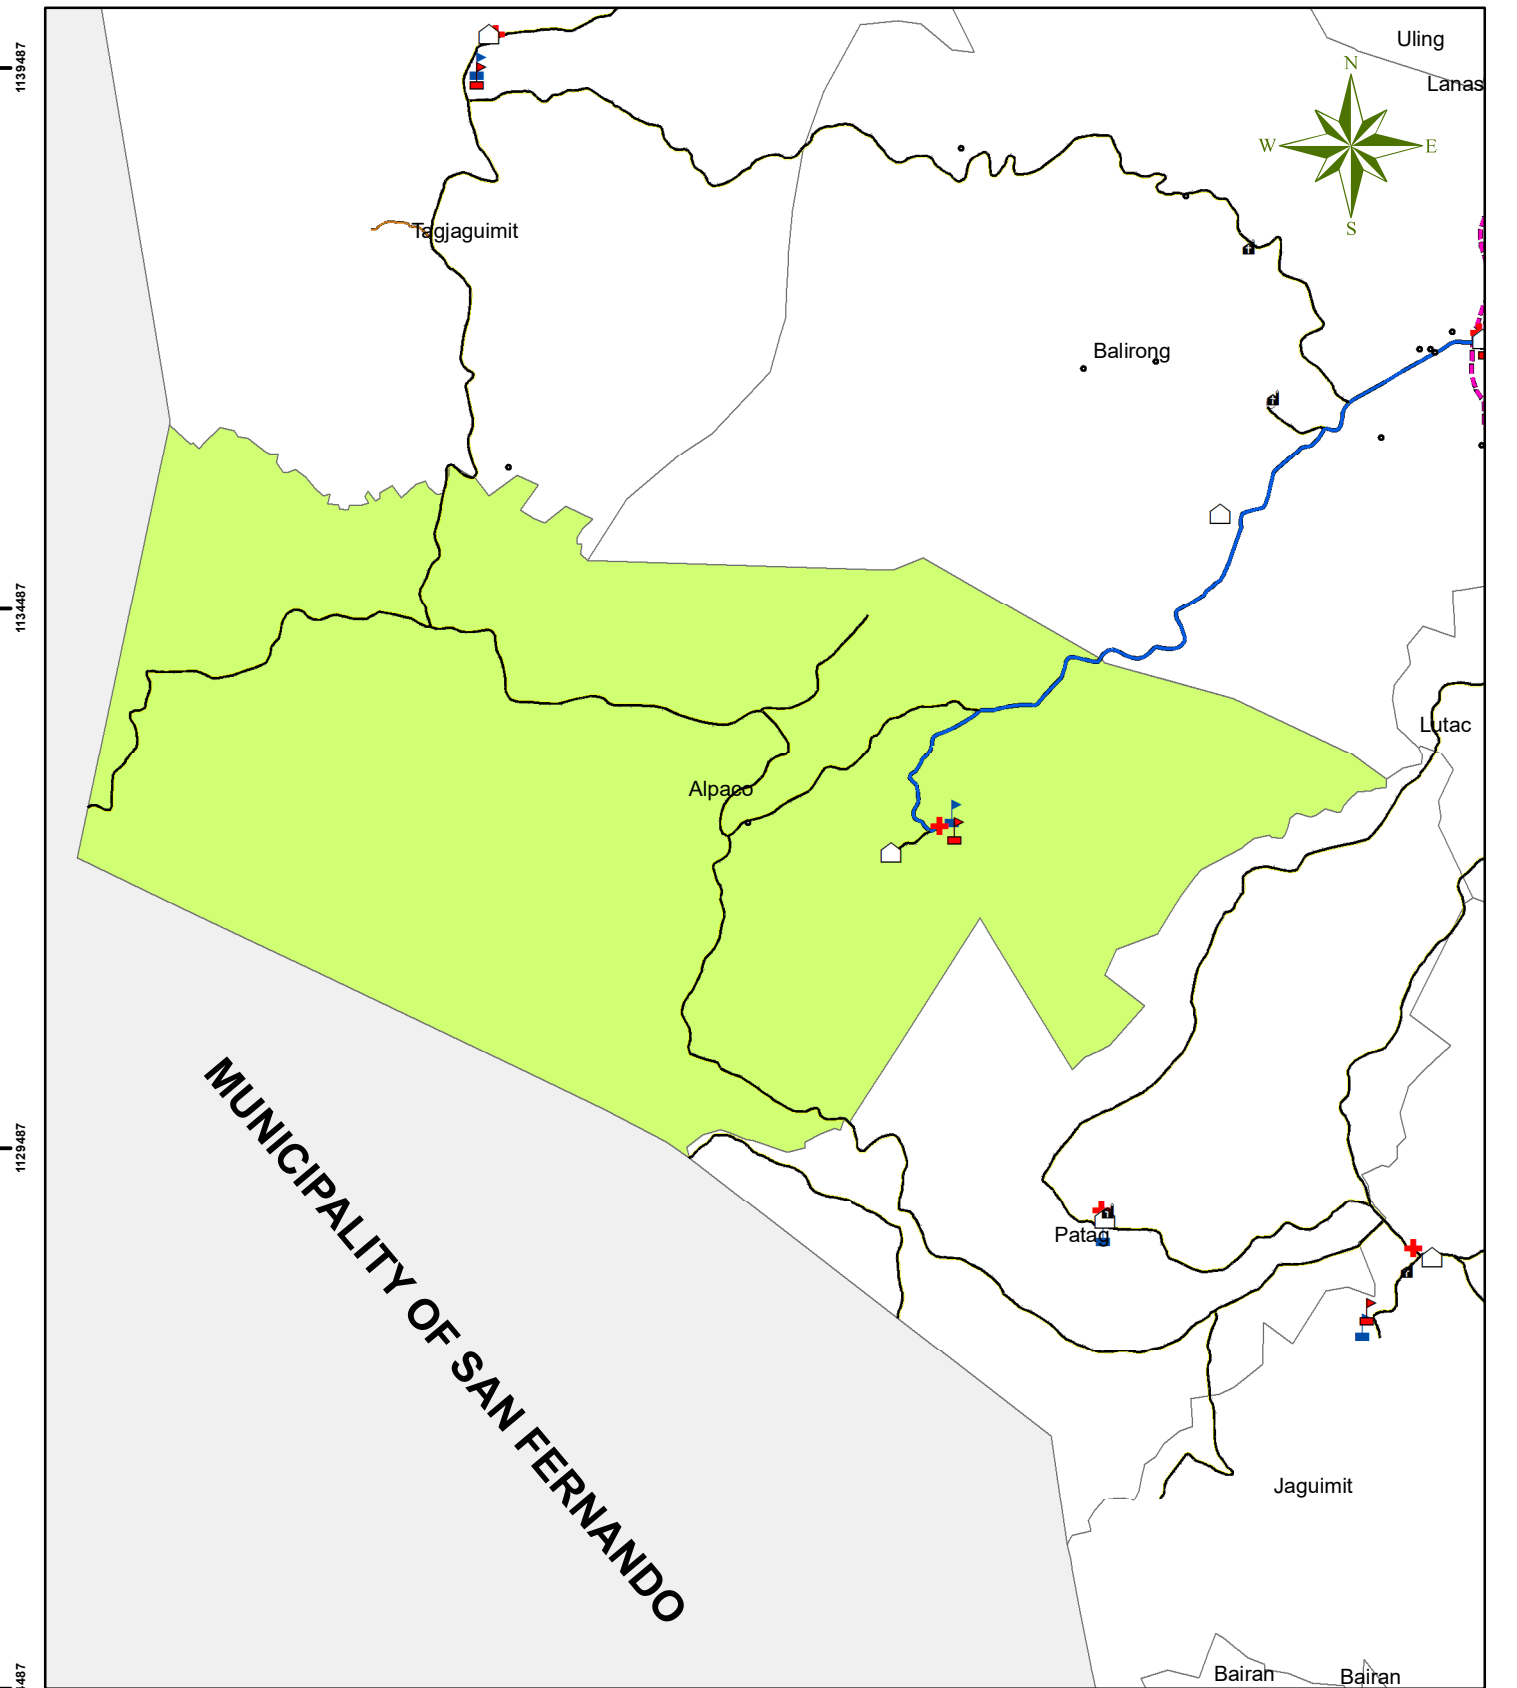 Uling
Lanas
N
W
E
S
1139487
Tagjaguimit
Balirong
1134487
Lutac
Alpaco
1129487
MUNICIPALITY OF SAN FERNANDO
Patag
Jaguimit
Bairan
Bairan